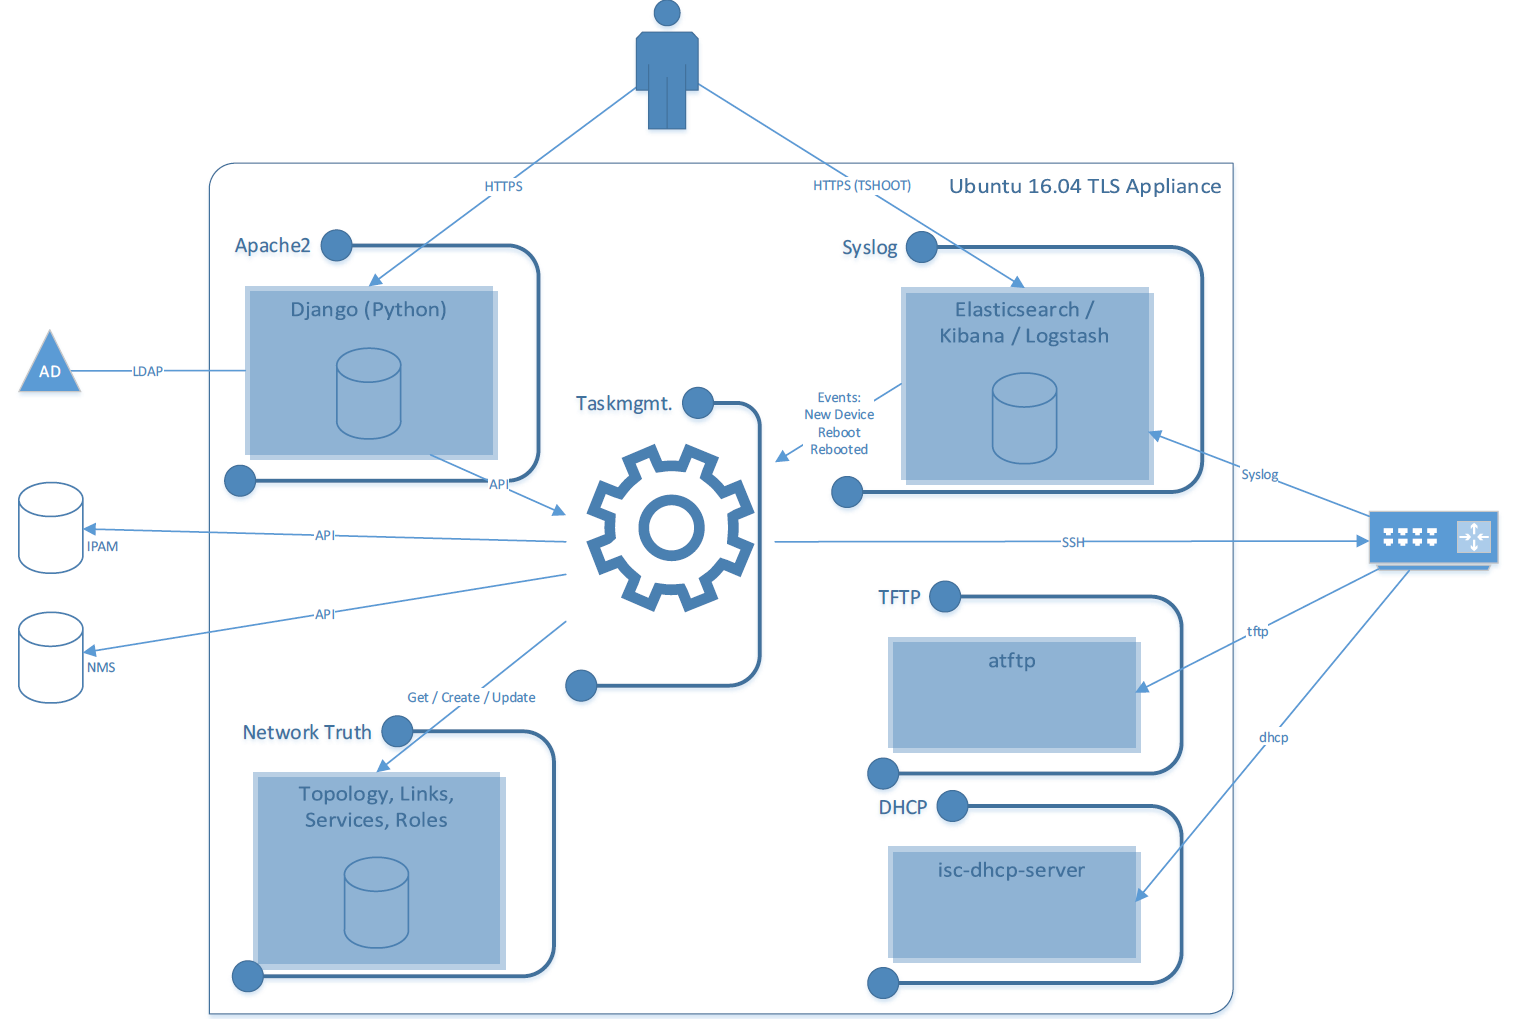 HTTPS
HTTPS (TSHOOT)
Ubuntu 16.04 TLS Appliance
Apache2
Syslog
Django (Python)
Elasticsearch /
Kibana / Logstash
AD
LDAP
Taskmgmt.
Events:
New Device
Reboot
Rebooted
API
Syslog
IPAM
API
SSH
TFTP
API
tftp
NMS
atftp
Get / Create / Update
Network Truth
dhcp
Topology, Links,
Services, Roles
DHCP
isc-dhcp-server